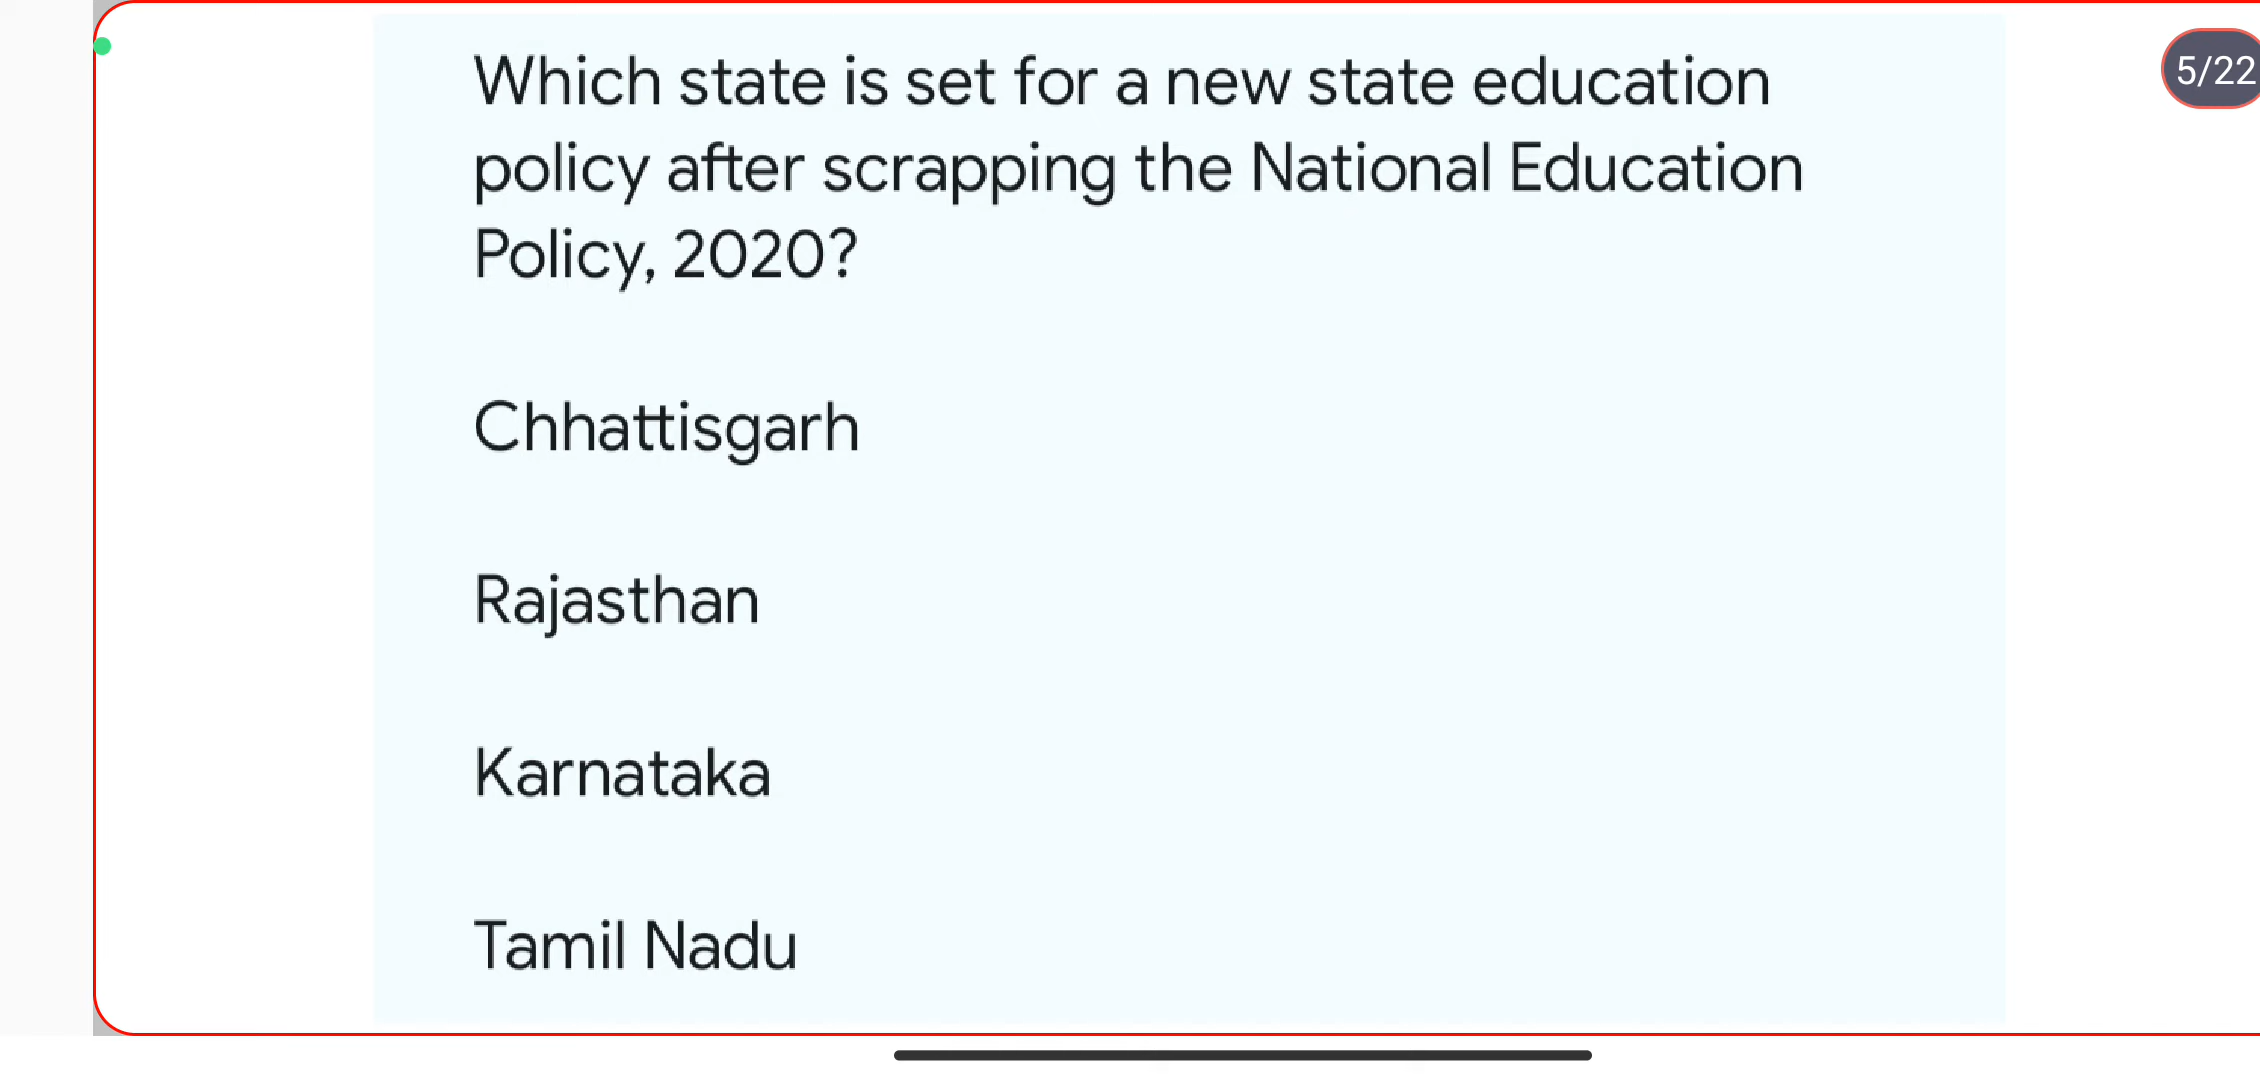 Which state is set for a new state education
policy after scrapping the National Education
Policy, 2020?
Chhattisgarh
Rajasthan
Karnataka
Tamil Nadu
5/22